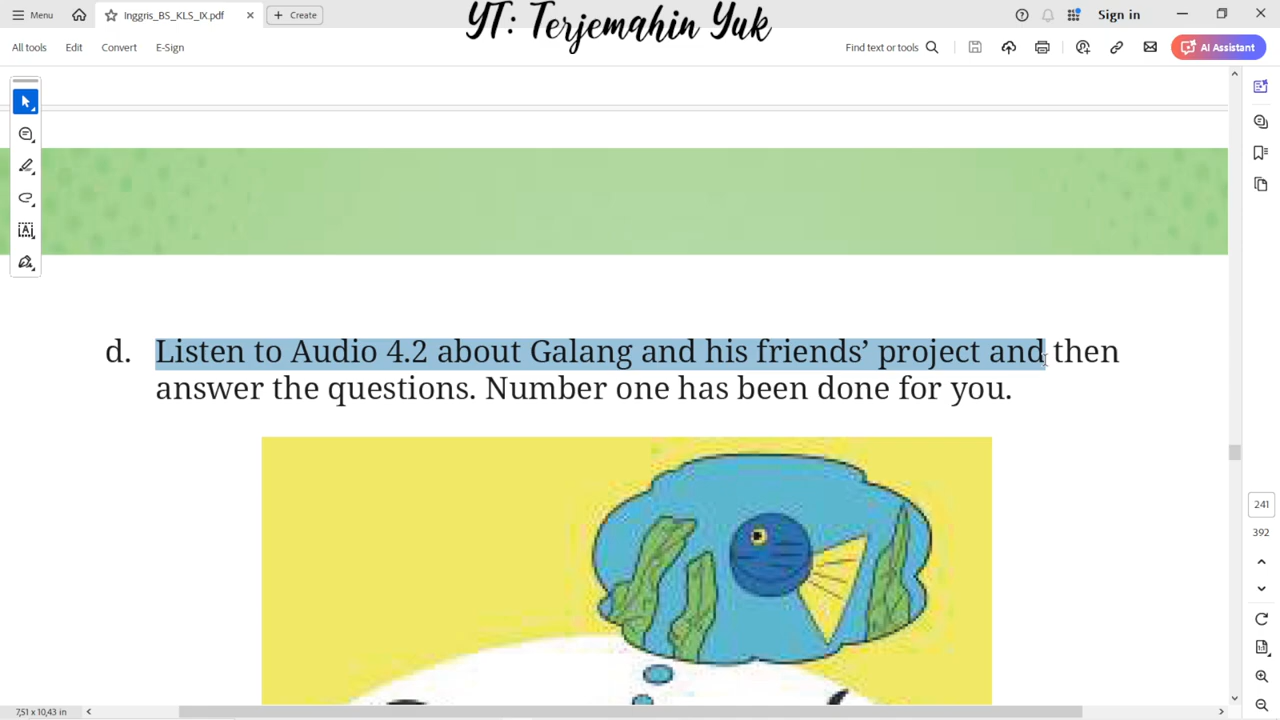 Menu
Inggris_BS_KLS_IX.pdf
Create
YT: Terjemahin Yuk
Sign in
All tools
Edit
Convert
E-Sign
Find text or tools
AI Assistant
d. Listen to Audio 4.2 about Galang and his friends’ project and then
answer the questions. Number one has been done for you.
241
392
7,51 x 10,43 in